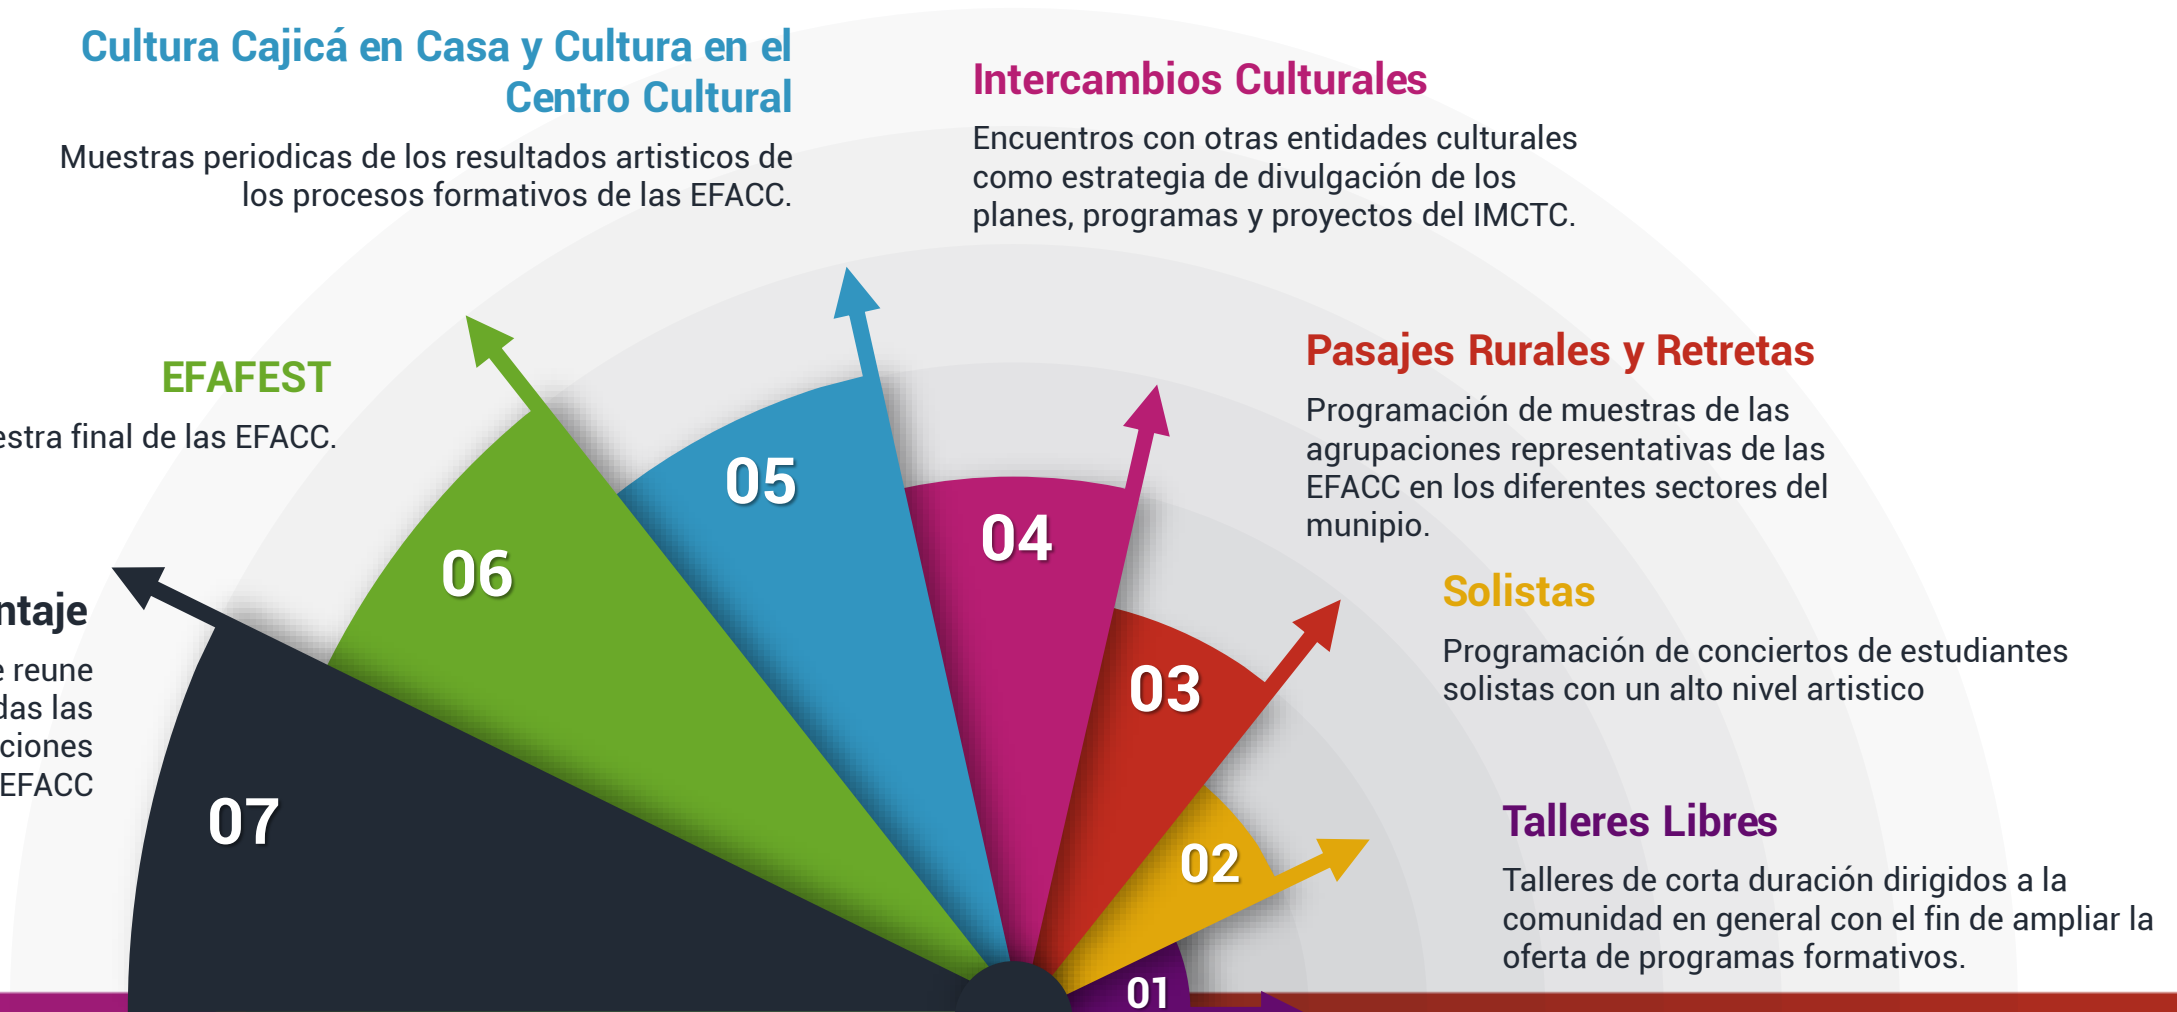 Cultura Cajicá en Casa y Cultura en el
Centro Cultural
Muestras periodicas de los resultados artisticos de
los procesos formativos de las EFACC.
Intercambios Culturales
Encuentros con otras entidades culturales
como estrategia de divulgación de los
planes, programas y proyectos del IMCTC.
EFAFEST
final de las EFACC.
Pasajes Rurales y Retretas
Programación de muestras de las
agrupaciones representativas de las
EFACC en los diferentes sectores del
munipio.
reune
las
EFACC
Solistas
Programación de conciertos de estudiantes
solistas con un alto nivel artistico
Talleres Libres
Talleres de corta duración dirigidos a la
comunidad en general con el fin de ampliar la
oferta de programas formativos.
07
06
05
04
03
02
01